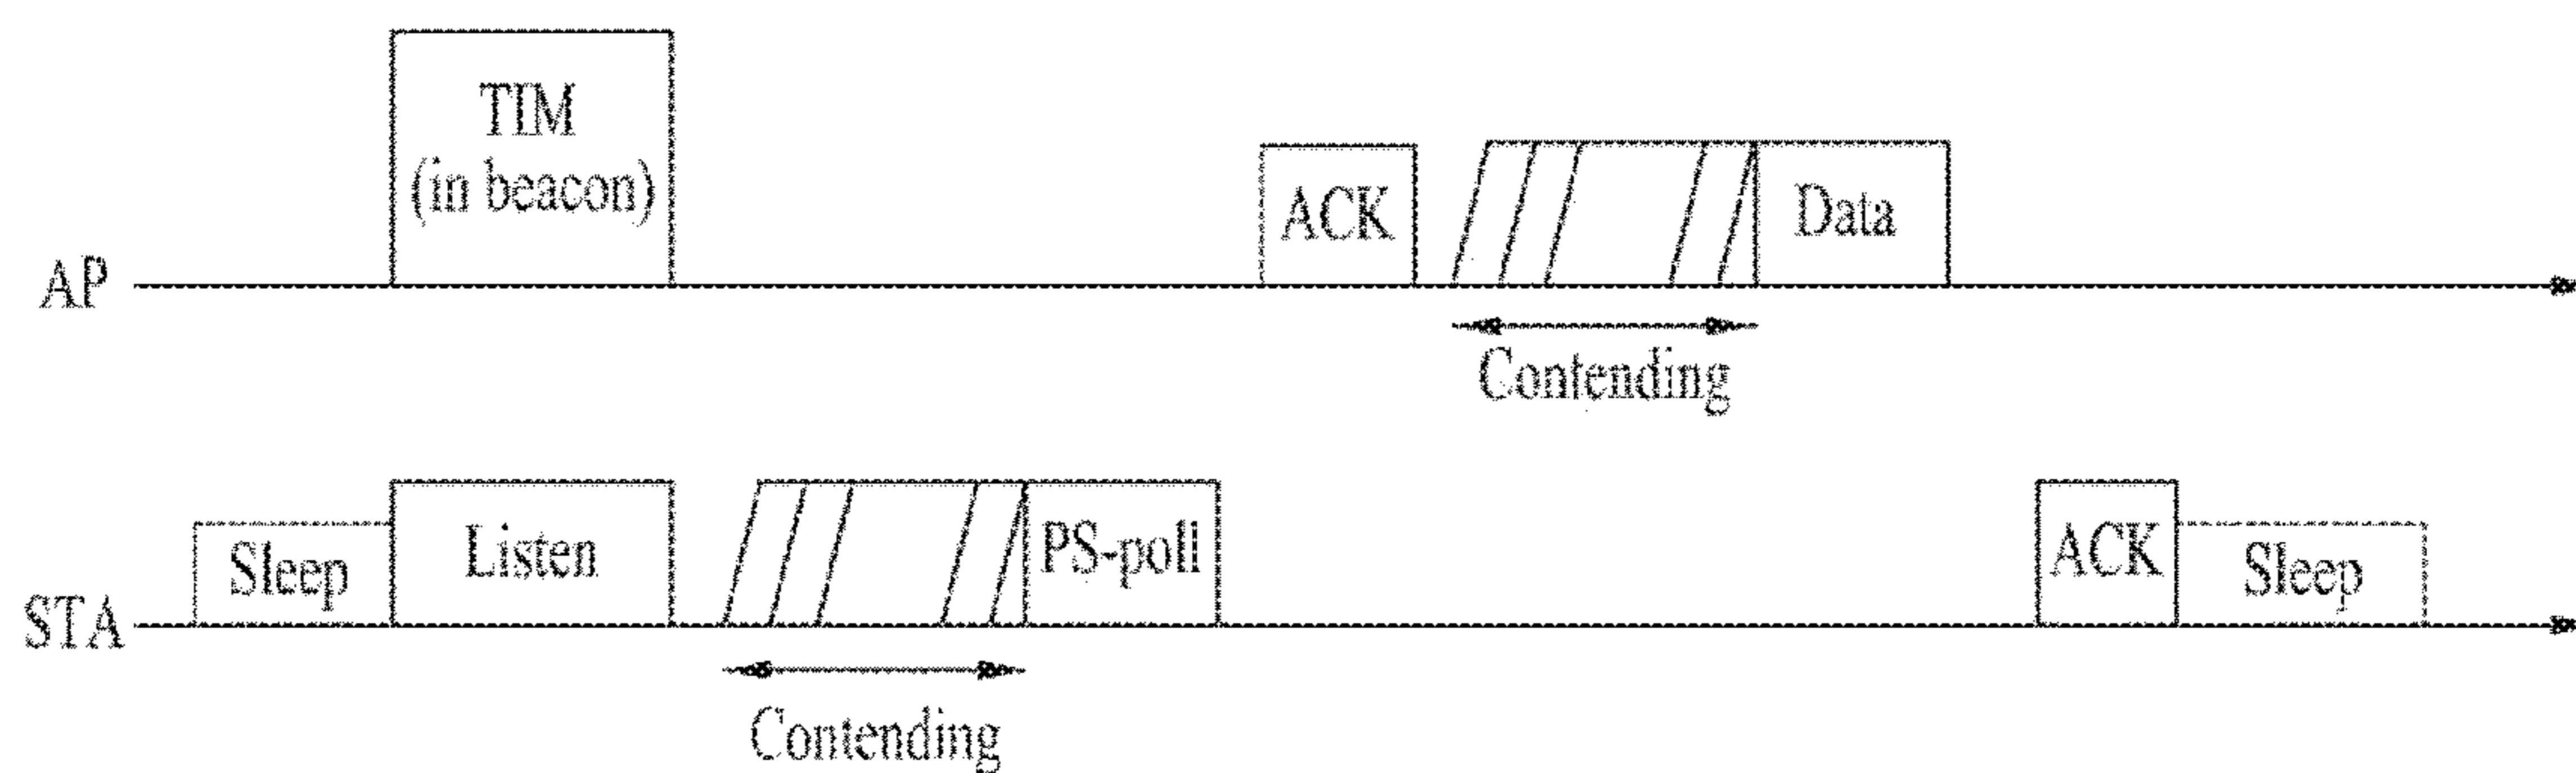 TIM
(in beacon)
ACK
Data
AP
Contending
Sleep
Listen
PS-poll
ACK
Sleep
STA
Contending